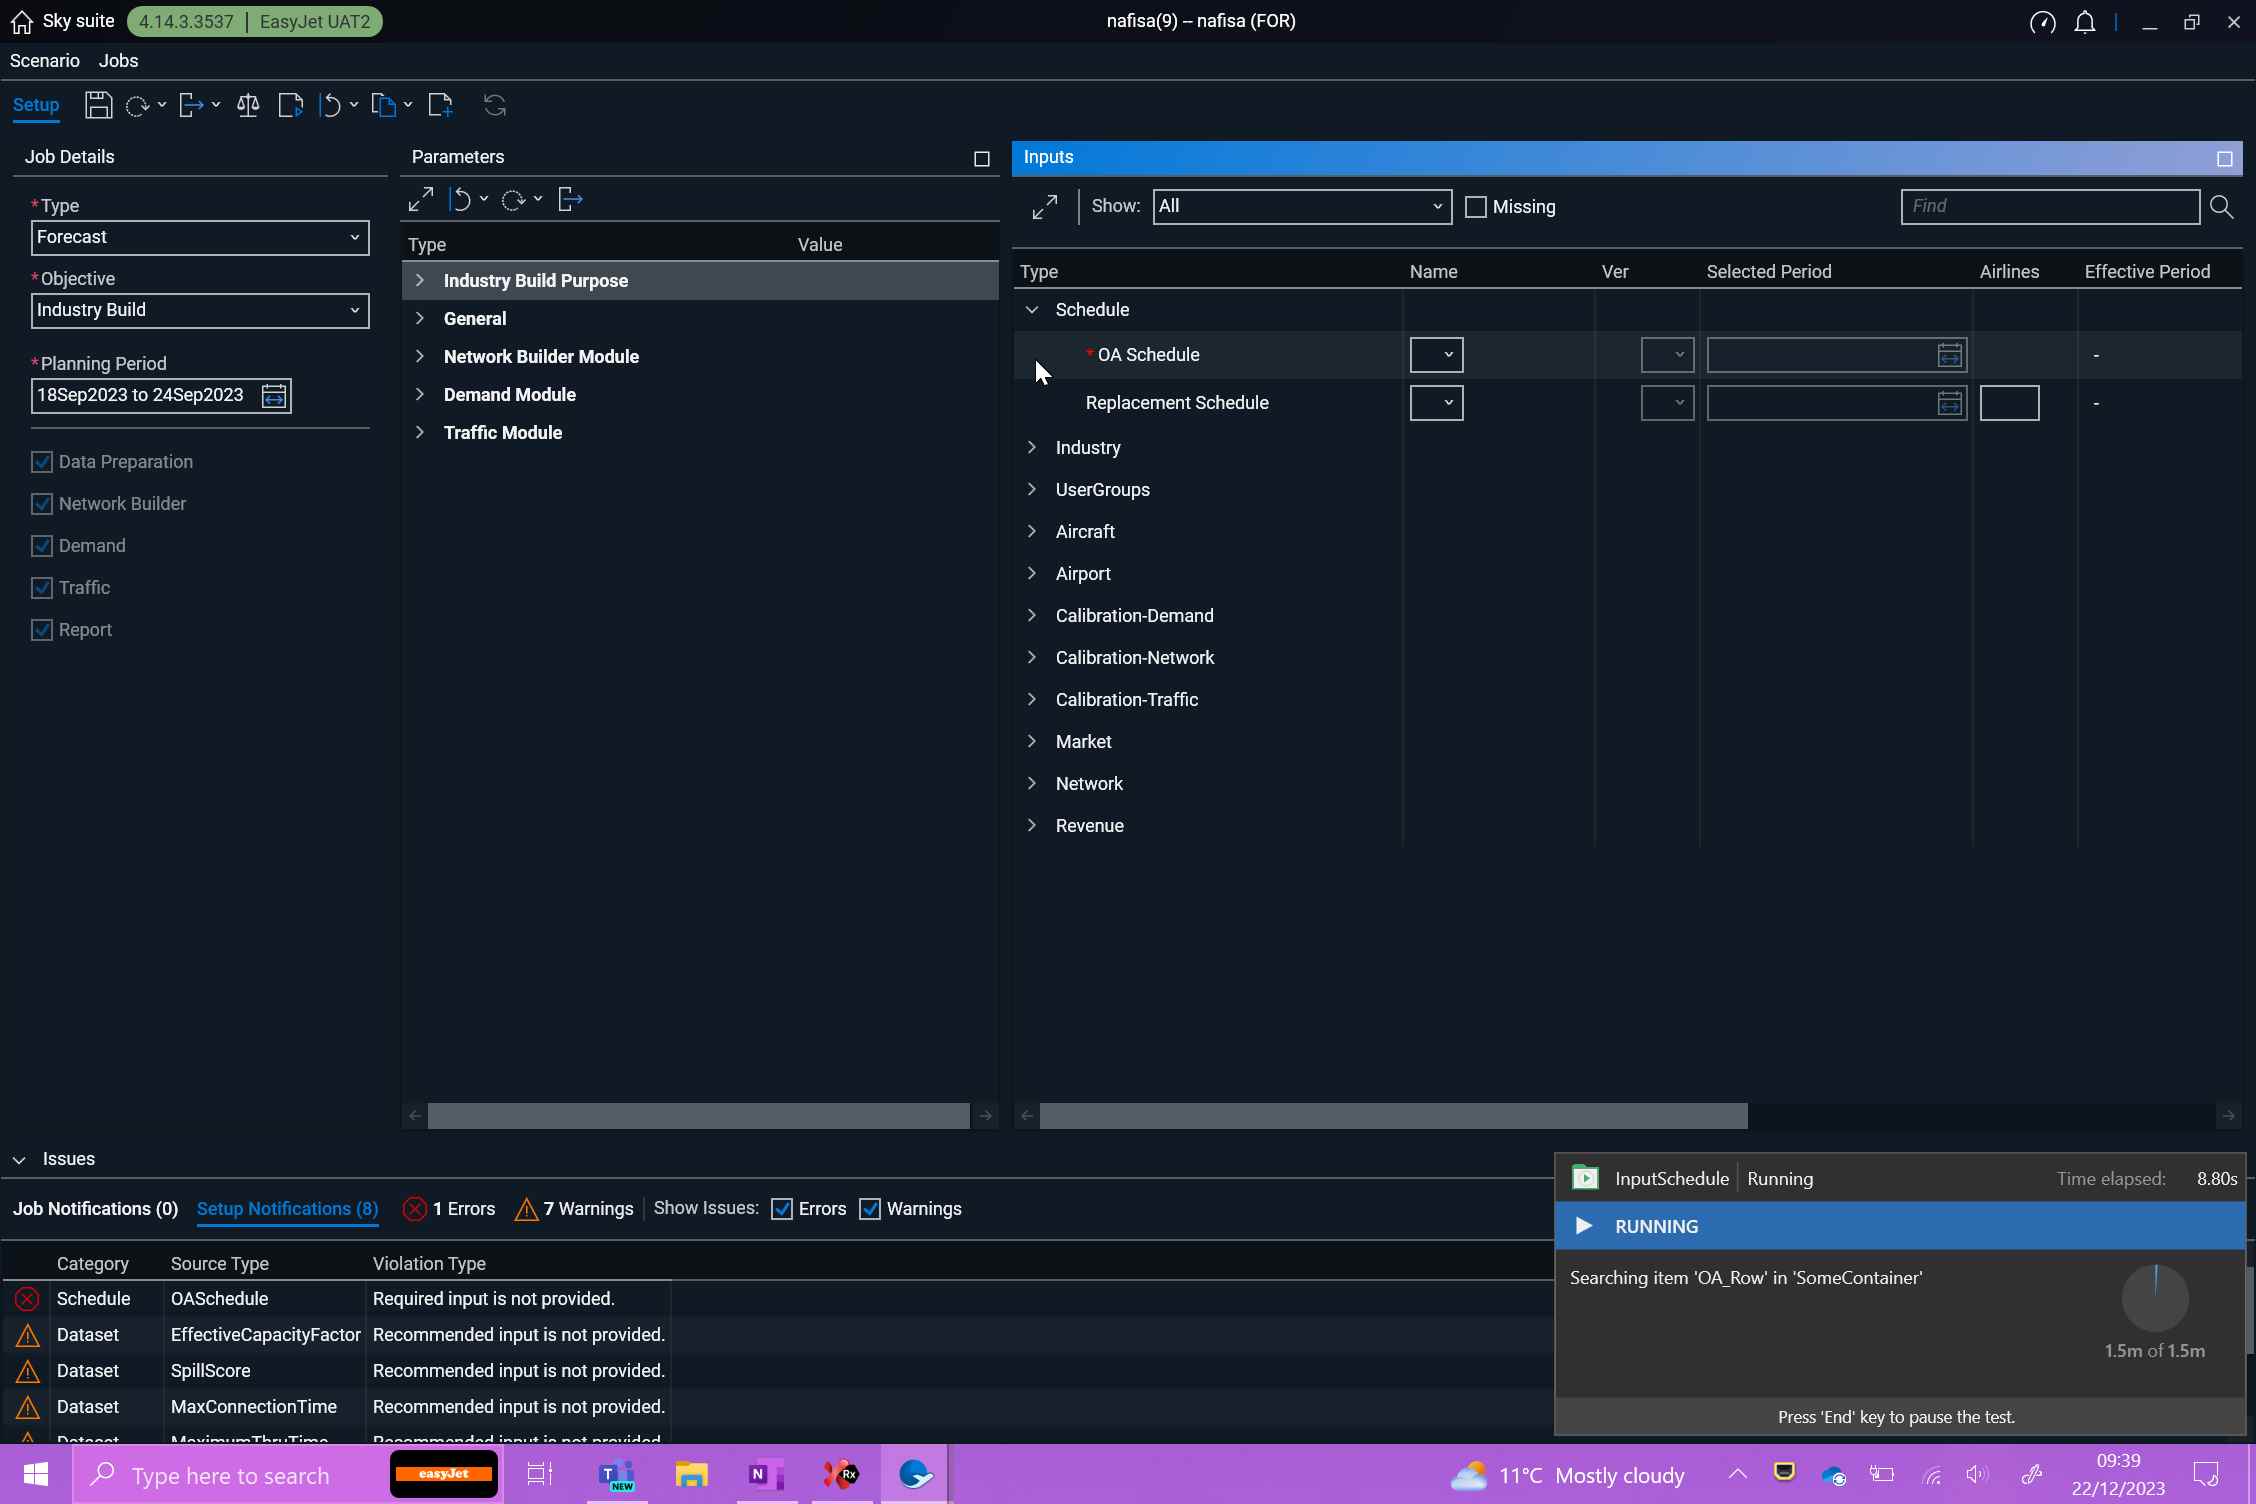 Sky suite 4.14.3.3537 | EasyJet UAT2 nafisa(9) – nafisa (FOR)
Scenario Jobs
Setup
Job Details
*Type
Forecast
*Objective
Industry Build
*Planning Period
18Sep2023 to 24Sep2023
Data Preparation
Network Builder
Demand
Traffic
Report
Parameters
Type Value
Industry Build Purpose
General
Network Builder Module
Demand Module
Traffic Module
Inputs
Show: All Missing Find
Type Name Ver Selected Period Airlines Effective Period
Schedule
* OA Schedule -
Replacement Schedule -
Industry
UserGroups
Aircraft
Airport
Calibration-Demand
Calibration-Network
Calibration-Traffic
Market
Network
Revenue
Issues
Job Notifications (0) Setup Notifications (8) 1 Errors 7 Warnings Show Issues: Errors Warnings
Category Source Type Violation Type
Schedule OASchedule Required input is not provided.
Dataset EffectiveCapacityFactor Recommended input is not provided.
Dataset SpillScore Recommended input is not provided.
Dataset MaxConnectionTime Recommended input is not provided.
Dataset MaximumThruTime Recommended input is not provided.
InputSchedule Running Time elapsed: 8.80s
RUNNING
Searching item 'OA_Row' in 'SomeContainer'
1.5m of 1.5m
Press 'End' key to pause the test.
Type here to search easyJet T NEW N Rx 11°C Mostly cloudy 09:39
22/12/2023